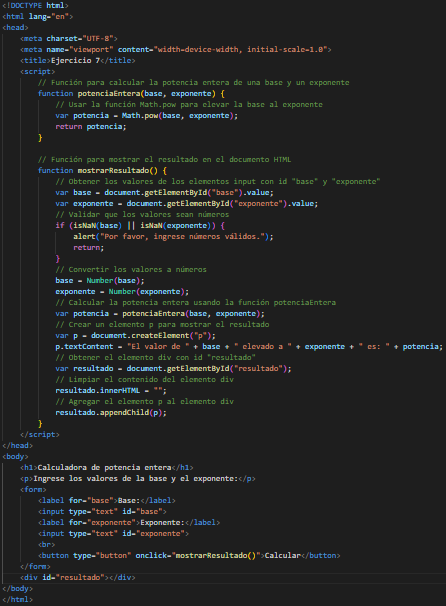 <!DOCTYPE html>
<html lang="en">
<head>
    <meta charset="UTF-8">
    <meta name="viewport" content="width=device-width, initial-scale=1.0">
    <title>Ejercicio 7</title>
    <script>
        // Función para calcular la potencia entera de una base y un exponente
        function potenciaEntera(base, exponente) {
            // Usar la función Math.pow para elevar la base al exponente
            var potencia = Math.pow(base, exponente);
            return potencia;
        }

        // Función para mostrar el resultado en el documento HTML
        function mostrarResultado() {
            // Obtener los valores de los elementos input con id "base" y "exponente"
            var base = document.getElementById("base").value;
            var exponente = document.getElementById("exponente").value;
            // Validar que los valores sean números
            if (isNaN(base) || isNaN(exponente)) {
                alert("Por favor, ingrese números válidos.");
                return;
            }
            // Convertir los valores a números
            base = Number(base);
            exponente = Number(exponente);
            // Calcular la potencia entera usando la función potenciaEntera
            var potencia = potenciaEntera(base, exponente);
            // Crear un elemento p para mostrar el resultado
            var p = document.createElement("p");
            p.textContent = "El valor de " + base + " elevado a " + exponente + " es: " + potencia;
            // Obtener el elemento div con id "resultado"
            var resultado = document.getElementById("resultado");
            // Limpiar el contenido del elemento div
            resultado.innerHTML = "";
            // Agregar el elemento p al elemento div
            resultado.appendChild(p);
        }
    </script>
</head>
<body>
    <h1>Calculadora de potencia entera</h1>
    <p>Ingrese los valores de la base y el exponente:</p>
    <form>
        <label for="base">Base:</label>
        <input type="text" id="base">
        <label for="exponente">Exponente:</label>
        <input type="text" id="exponente">
        <br>
        <button type="button" onclick="mostrarResultado()">Calcular</button>
    </form>
    <div id="resultado"></div>
</body>
</html>